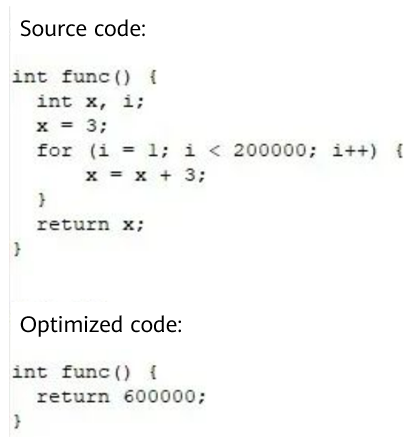 Source code:
int func() {
int x, i;
x = 3;
for (i = 1; i < 200000; i++) {
x = x + 3;
}
return x;
}
Optimized code:
int func() {
return 600000;
}